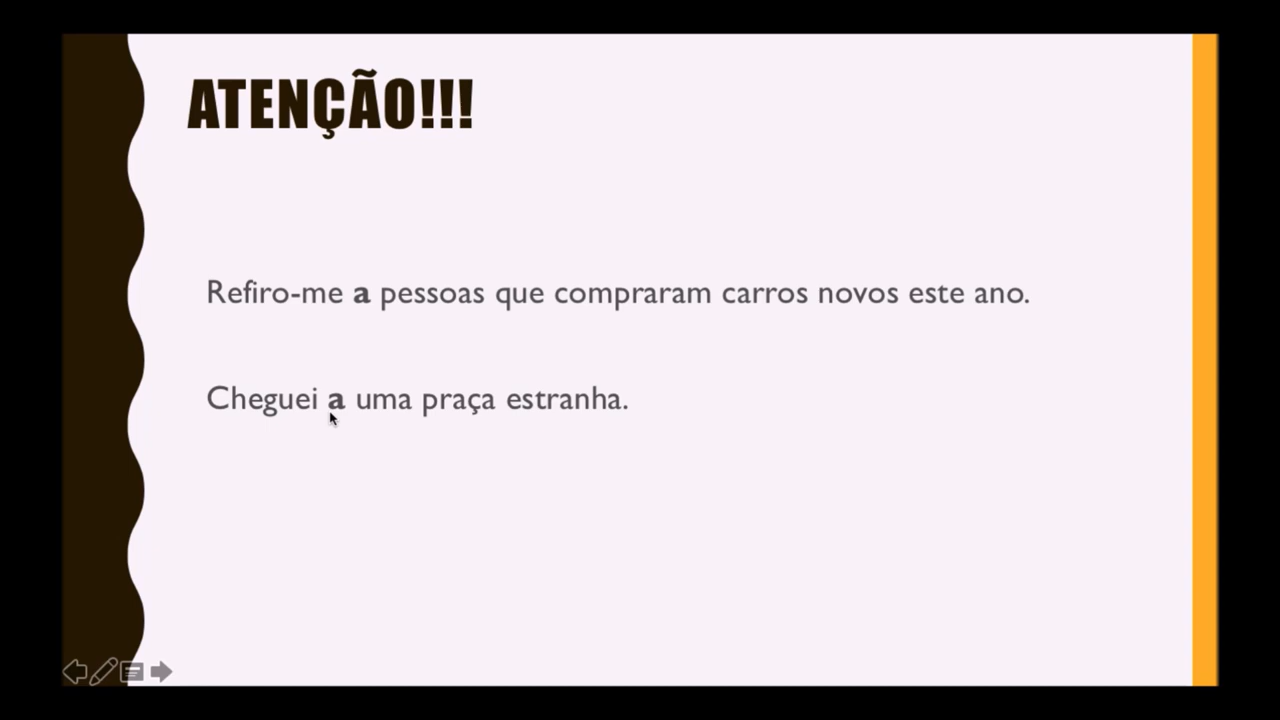 ATENÇÃO!!!
Refiro-me a pessoas que compraram carros novos este ano.
Cheguei a uma praça estranha.